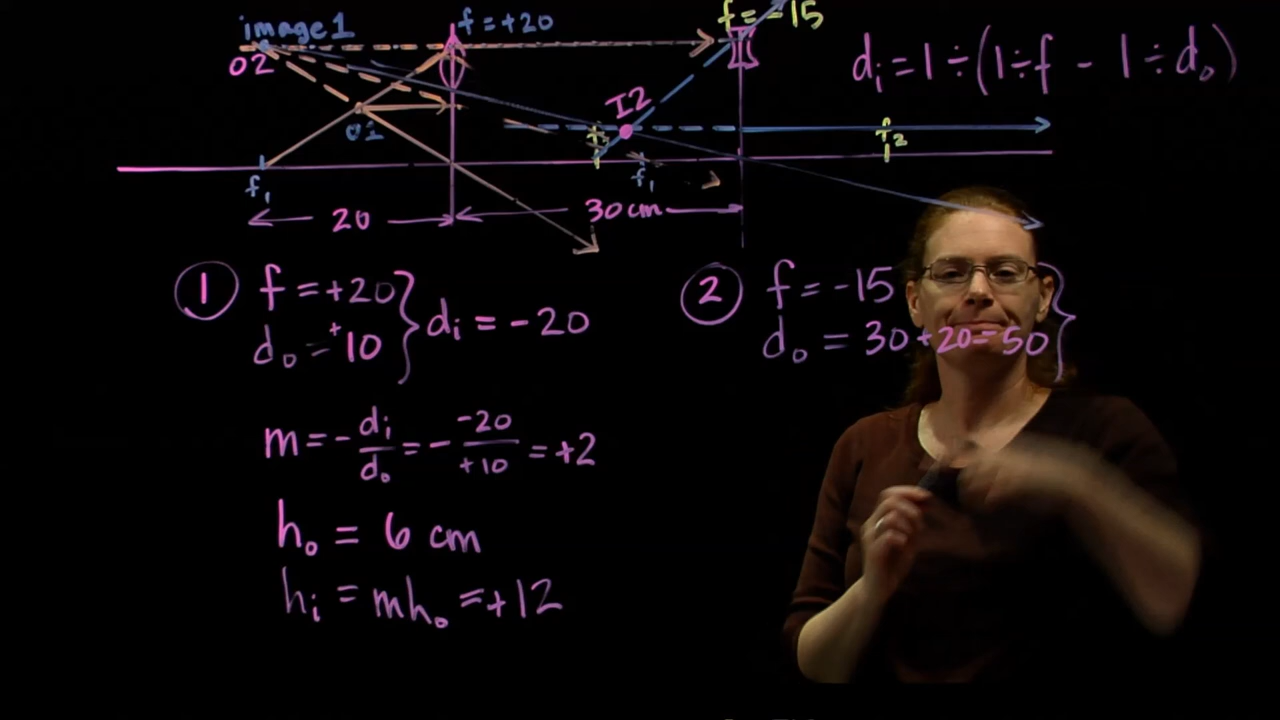 image1
f = +20
f = -15
O2
dᵢ = 1 ÷ (1 ÷ f - 1 ÷ dₒ)
I2
O1
f₂
f₂
f₁
f₁
20
30 cm
① f = +20
dₒ = +10
dᵢ = -20
m = - dᵢ/dₒ = - -20/+10 = +2
hₒ = 6 cm
hᵢ = mhₒ = +12
② f = -15
dₒ = 30 + 20 = 50